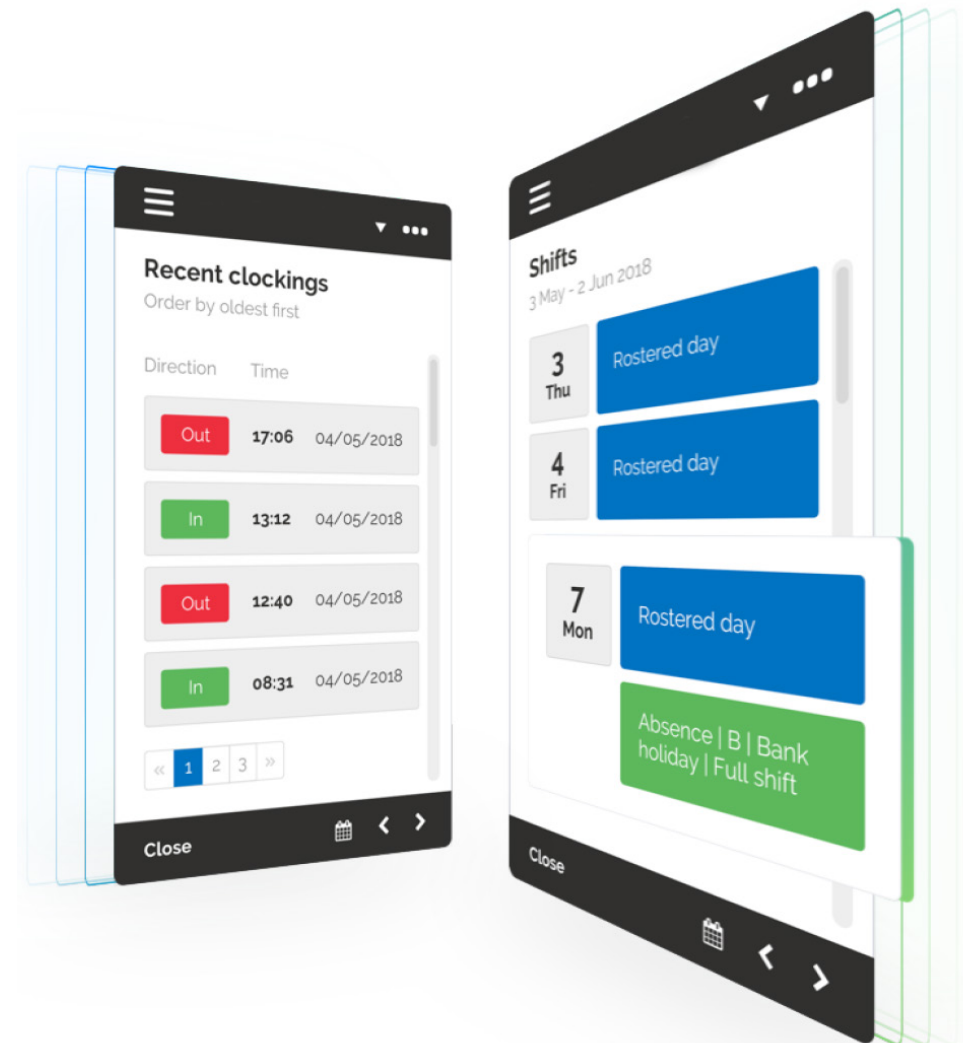 Recent clockings
Order by oldest first
Direction Time
Out 17:06 04/05/2018
In 13:12 04/05/2018
Out 12:40 04/05/2018
In 08:31 04/05/2018
« 1 2 3 »
Close
Shifts
3 May - 2 Jun 2018
3
Thu
Rostered day
4
Fri
Rostered day
7
Mon
Rostered day
Absence | B | Bank
holiday | Full shift
Close